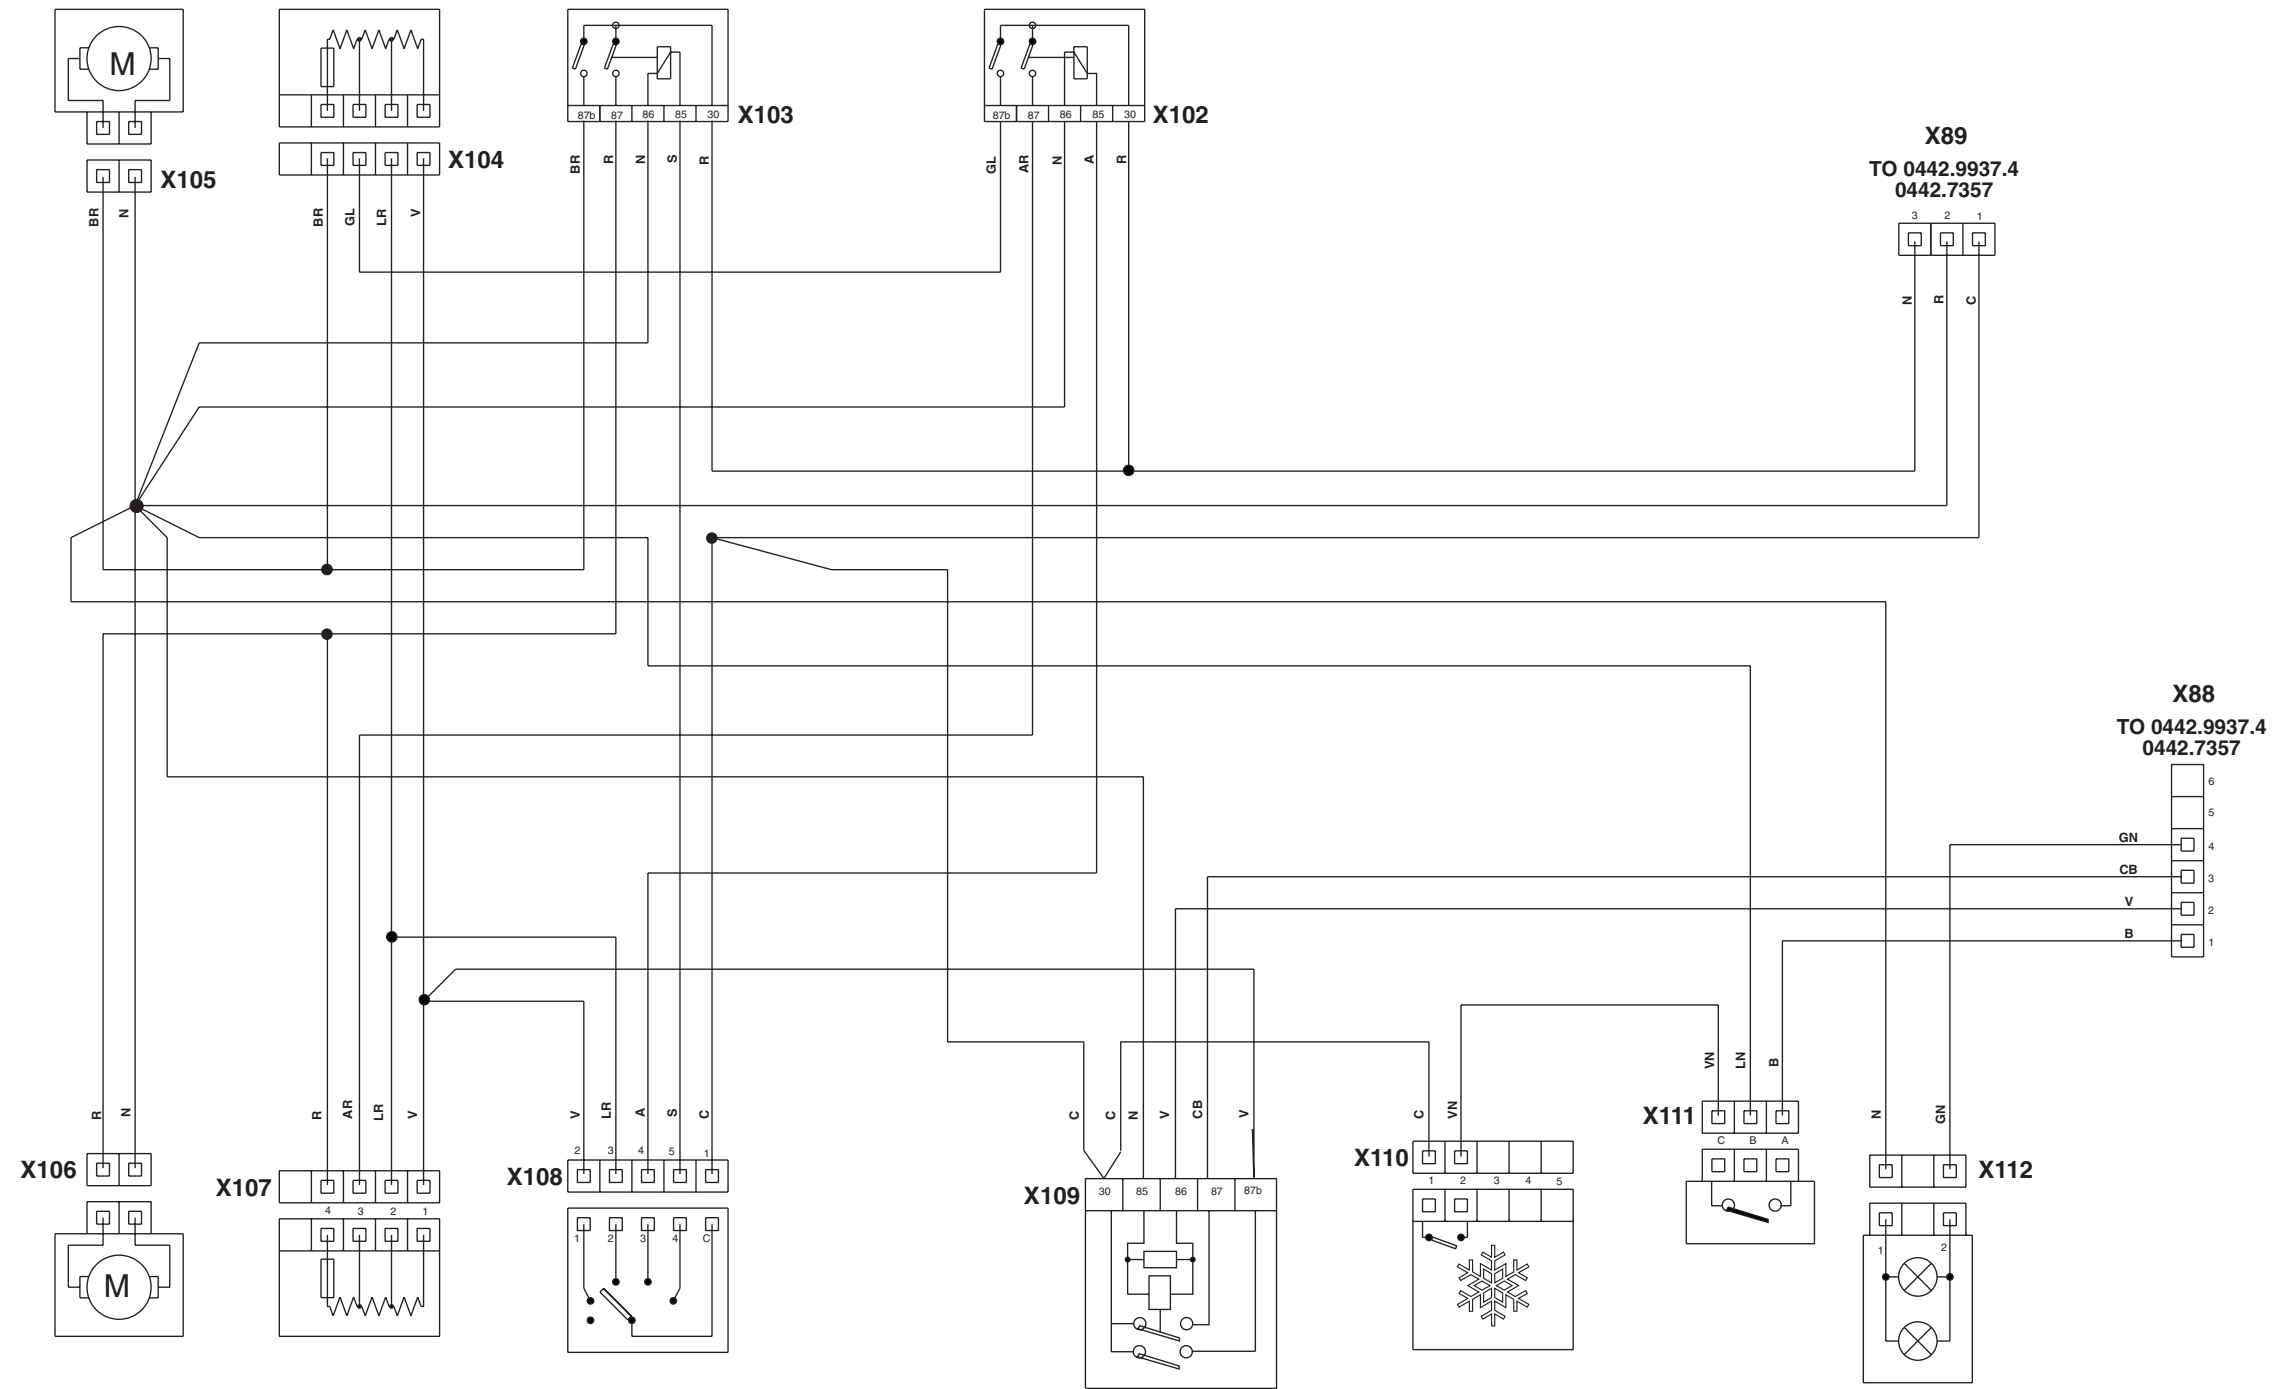 M
X105
BR N
X104
BR GL LR V
87b 87 86 85 30
X103
BR R N S R
87b 87 86 85 30
X102
GL AR N A R
X89
TO 0442.9937.4
0442.7357
3 2 1
N R C
X88
TO 0442.9937.4
0442.7357
6
5
GN 4
CB 3
V 2
B 1
R N
X106
M
R AR LR V
X107
4 3 2 1
V LR A S C
2 3 4 5 1
X108
1 2 3 4 C
C C N V CB V
X109
30 85 86 87 87b
C VN
X110
1 2 3 4 5
VN LN B
X111
C B A
N GN
X112
1 2